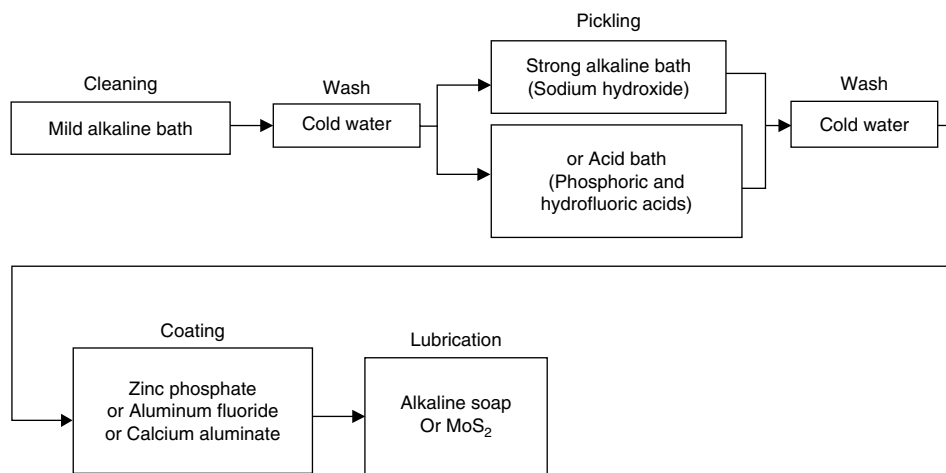 Pickling
Cleaning
Mild alkaline bath
Wash
Cold water
Strong alkaline bath
(Sodium hydroxide)
or Acid bath
(Phosphoric and
hydrofluoric acids)
Wash
Cold water
Coating
Zinc phosphate
or Aluminum fluoride
or Calcium aluminate
Lubrication
Alkaline soap
Or MoS₂